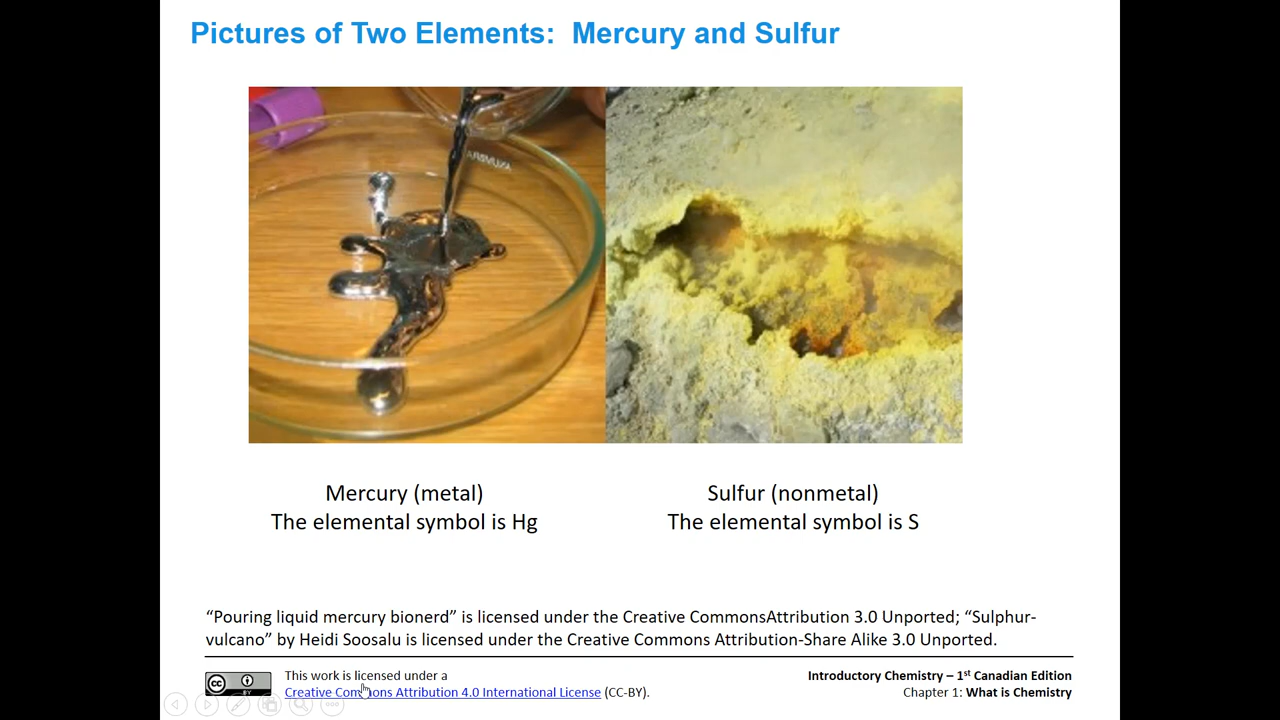 Pictures of Two Elements:  Mercury and Sulfur
Mercury (metal)
The elemental symbol is Hg
Sulfur (nonmetal)
The elemental symbol is S
“Pouring liquid mercury bionerd” is licensed under the Creative CommonsAttribution 3.0 Unported; “Sulphur-
vulcano” by Heidi Soosalu is licensed under the Creative Commons Attribution-Share Alike 3.0 Unported.
cc BY
This work is licensed under a
Creative Commons Attribution 4.0 International License (CC-BY).
Introductory Chemistry – 1st Canadian Edition
Chapter 1: What is Chemistry